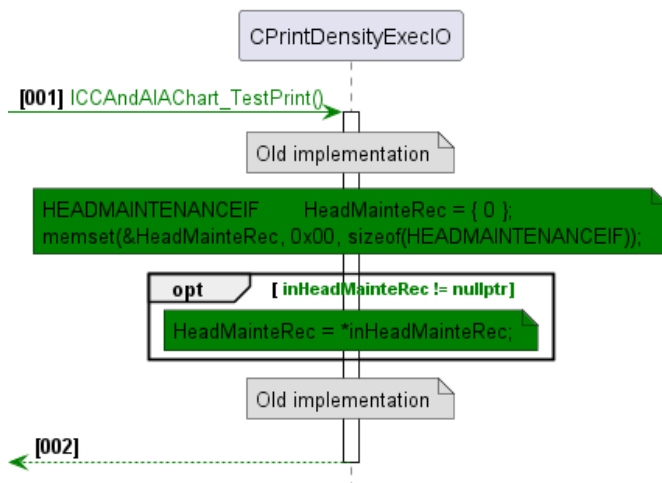 CPrintDensityExecIO
[001] ICCAndAIAChart_TestPrint()
Old implementation
HEADMAINTENANCEIF HeadMainteRec = { 0 };
memset(&HeadMainteRec, 0x00, sizeof(HEADMAINTENANCEIF));
opt [ inHeadMainteRec != nullptr]
HeadMainteRec = *inHeadMainteRec;
Old implementation
[002]